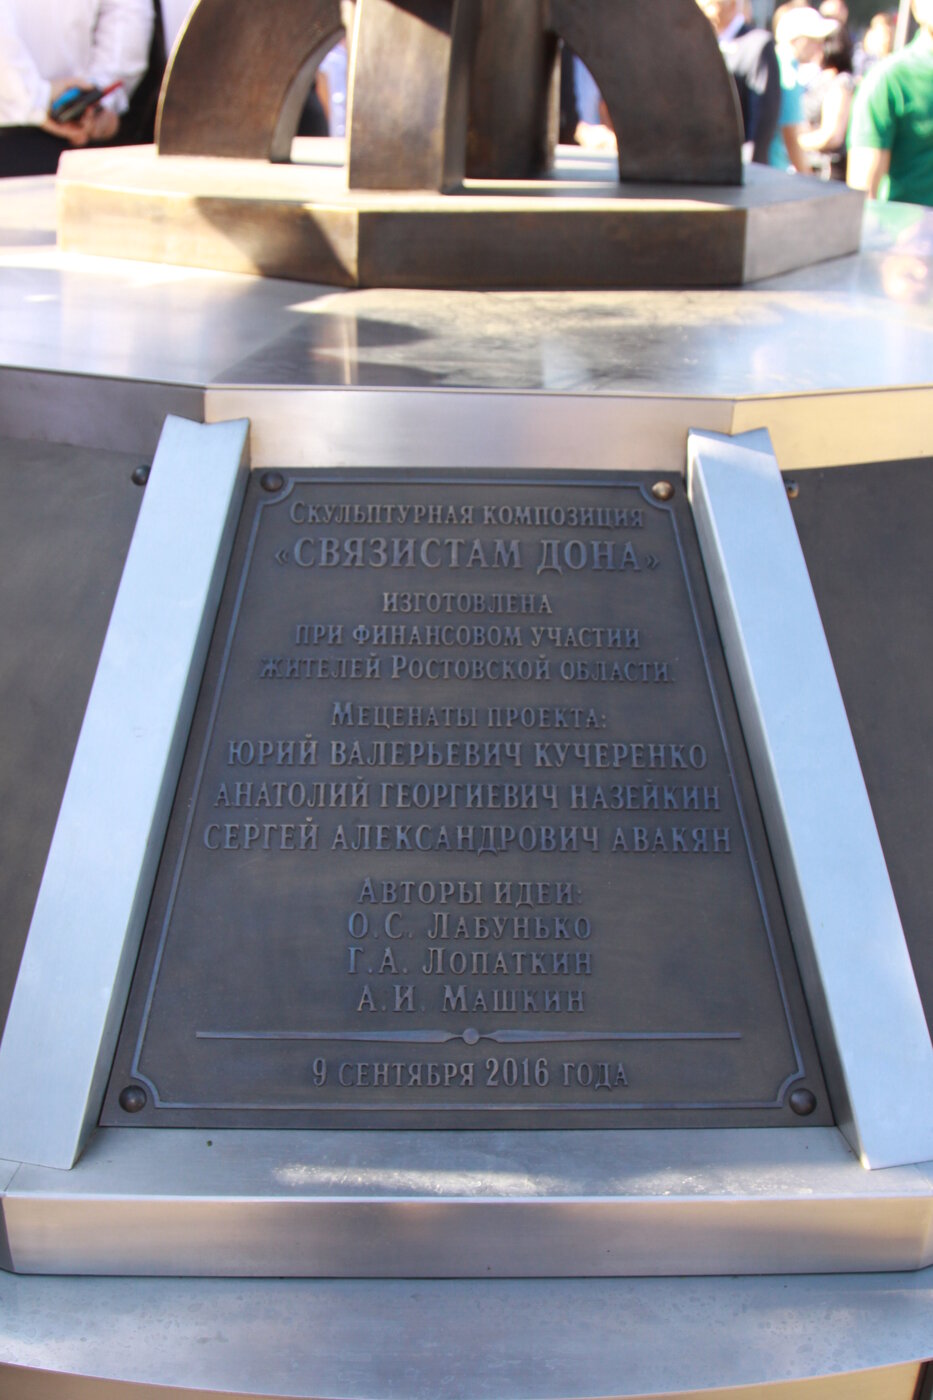 Скульптурная композиция
«СВЯЗИСТАМ ДОНА»
изготовлена
при финансовом участии
жителей Ростовской области.
Меценаты проекта:
ЮРИЙ ВАЛЕРЬЕВИЧ КУЧЕРЕНКО
АНАТОЛИЙ ГЕОРГИЕВИЧ НАЗЕЙКИН
СЕРГЕЙ АЛЕКСАНДРОВИЧ АВАКЯН
Авторы идеи:
О.С. Лабунько
Г.А. Лопаткин
А.И. Машкин
9 сентября 2016 года